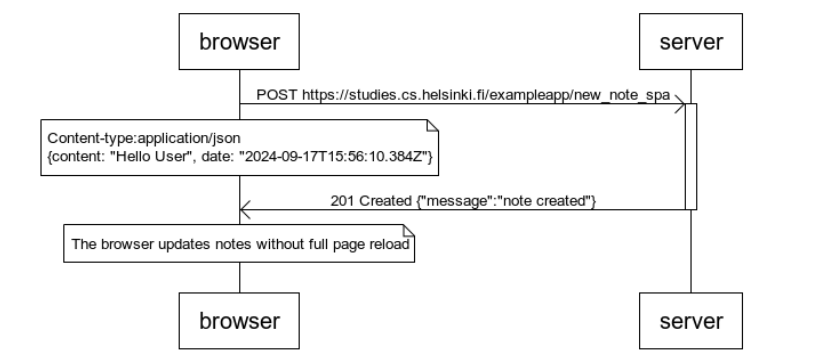 browser
server
POST https://studies.cs.helsinki.fi/exampleapp/new_note_spa
Content-type:application/json
{content: "Hello User", date: "2024-09-17T15:56:10.384Z"}
201 Created {"message":"note created"}
The browser updates notes without full page reload
browser
server